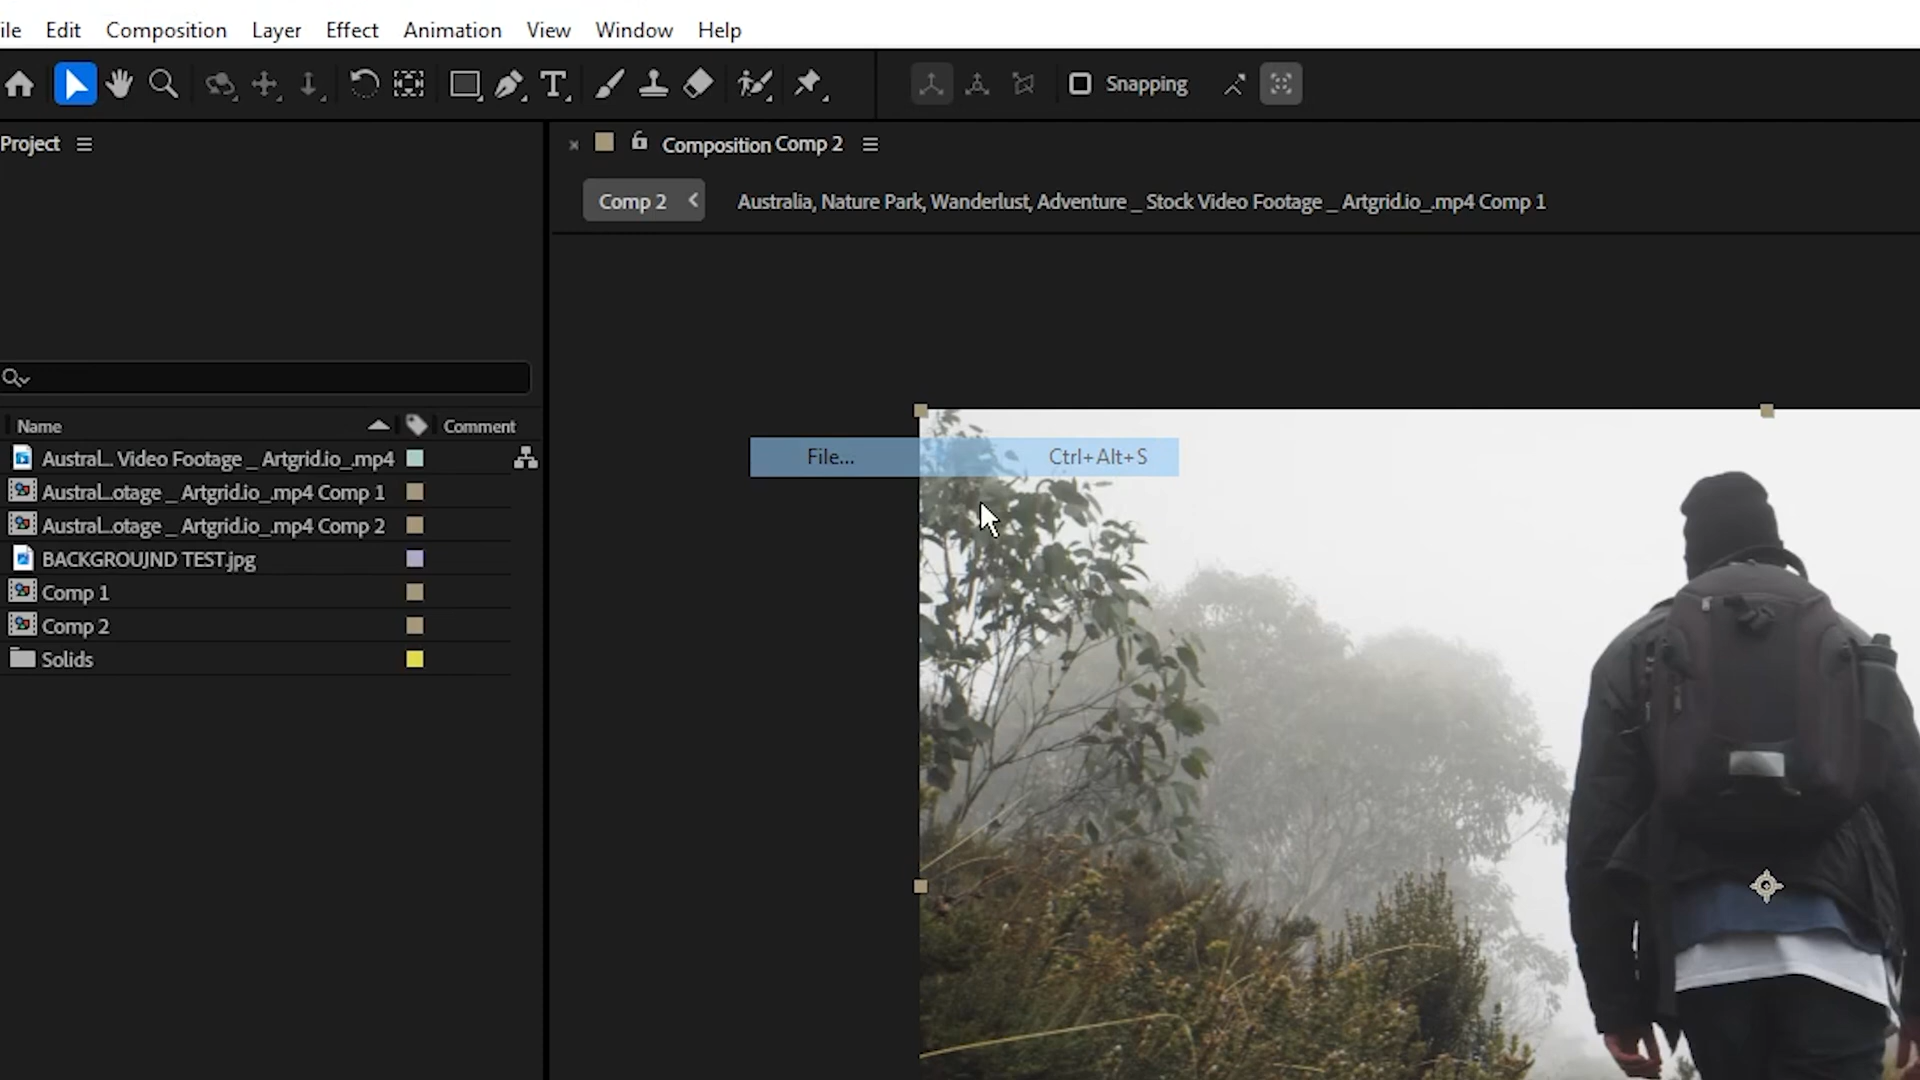 ile Edit Composition Layer Effect Animation View Window Help
Snapping
Project
Composition Comp 2
Comp 2
Australia, Nature Park, Wanderlust, Adventure _ Stock Video Footage _ Artgrid.io_.mp4 Comp 1
Name Comment
Austral... Video Footage _ Artgrid.io_.mp4
Austral...otage _ Artgrid.io_.mp4 Comp 1
Austral...otage _ Artgrid.io_.mp4 Comp 2
BACKGROUJND TEST.jpg
Comp 1
Comp 2
Solids
File... Ctrl+Alt+S